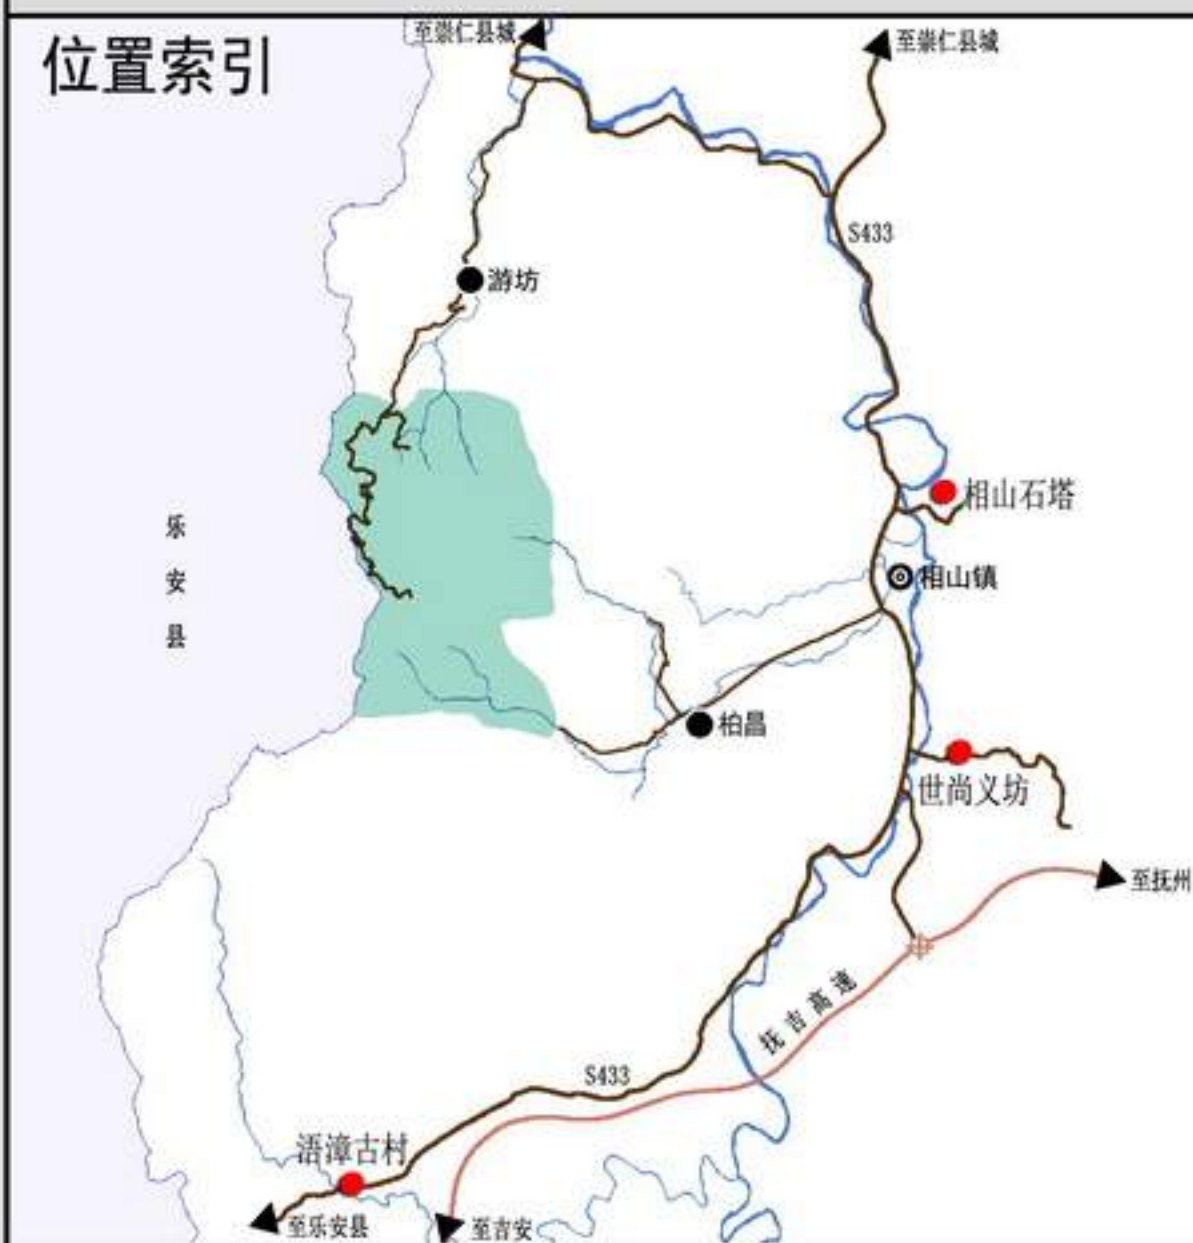 位置索引
至崇仁县城
至崇仁县城
S433
游坊
相山石塔
乐安县
相山镇
柏昌
世尚义坊
至抚州
抚吉高速
S433
浯漳古村
至乐安县
至吉安